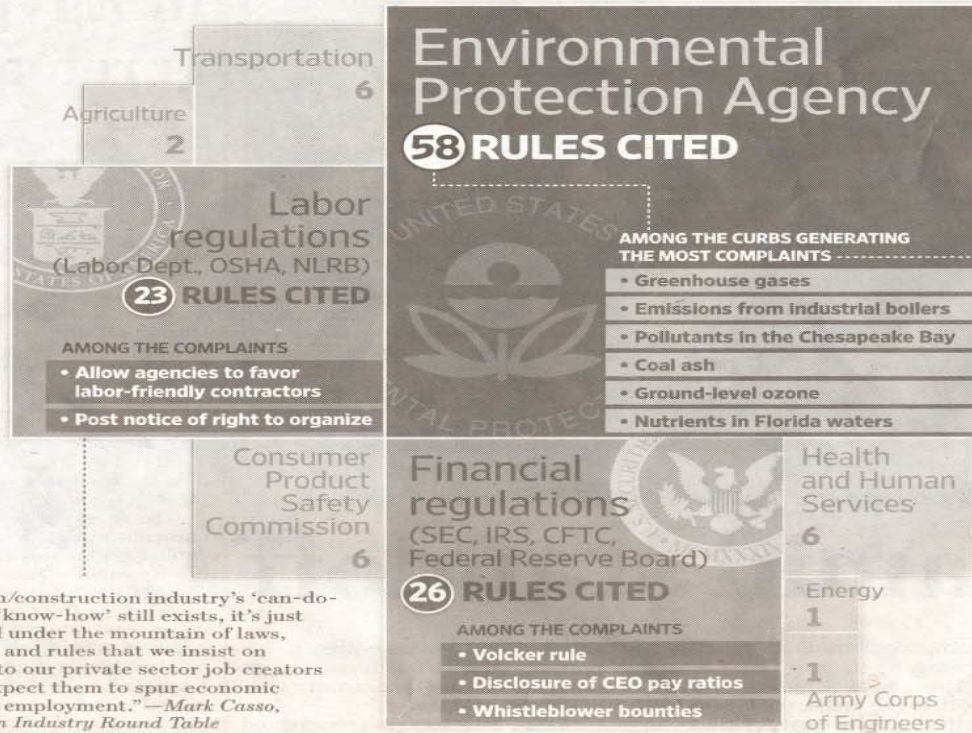 Transportation
6
Agriculture
2
Environmental
Protection Agency
58 RULES CITED
UNITED STATES
AMONG THE CURBS GENERATING
THE MOST COMPLAINTS
• Greenhouse gases
• Emissions from industrial boilers
• Pollutants in the Chesapeake Bay
• Coal ash
• Ground-level ozone
• Nutrients in Florida waters
Labor
regulations
(Labor Dept., OSHA, NLRB)
23 RULES CITED
AMONG THE COMPLAINTS
• Allow agencies to favor
labor-friendly contractors
• Post notice of right to organize
Consumer
Product
Safety
Commission
6
Financial
regulations
(SEC, IRS, CFTC,
Federal Reserve Board)
26 RULES CITED
AMONG THE COMPLAINTS
• Volcker rule
• Disclosure of CEO pay ratios
• Whistleblower bounties
Health
and Human
Services
6
Energy
1
1
Army Corps
of Engineers
/construction industry's 'can-do-
'know-how' still exists, it's just
under the mountain of laws,
and rules that we insist on
to our private sector job creators
expect them to spur economic
employment."—Mark Casso,
Industry Round Table